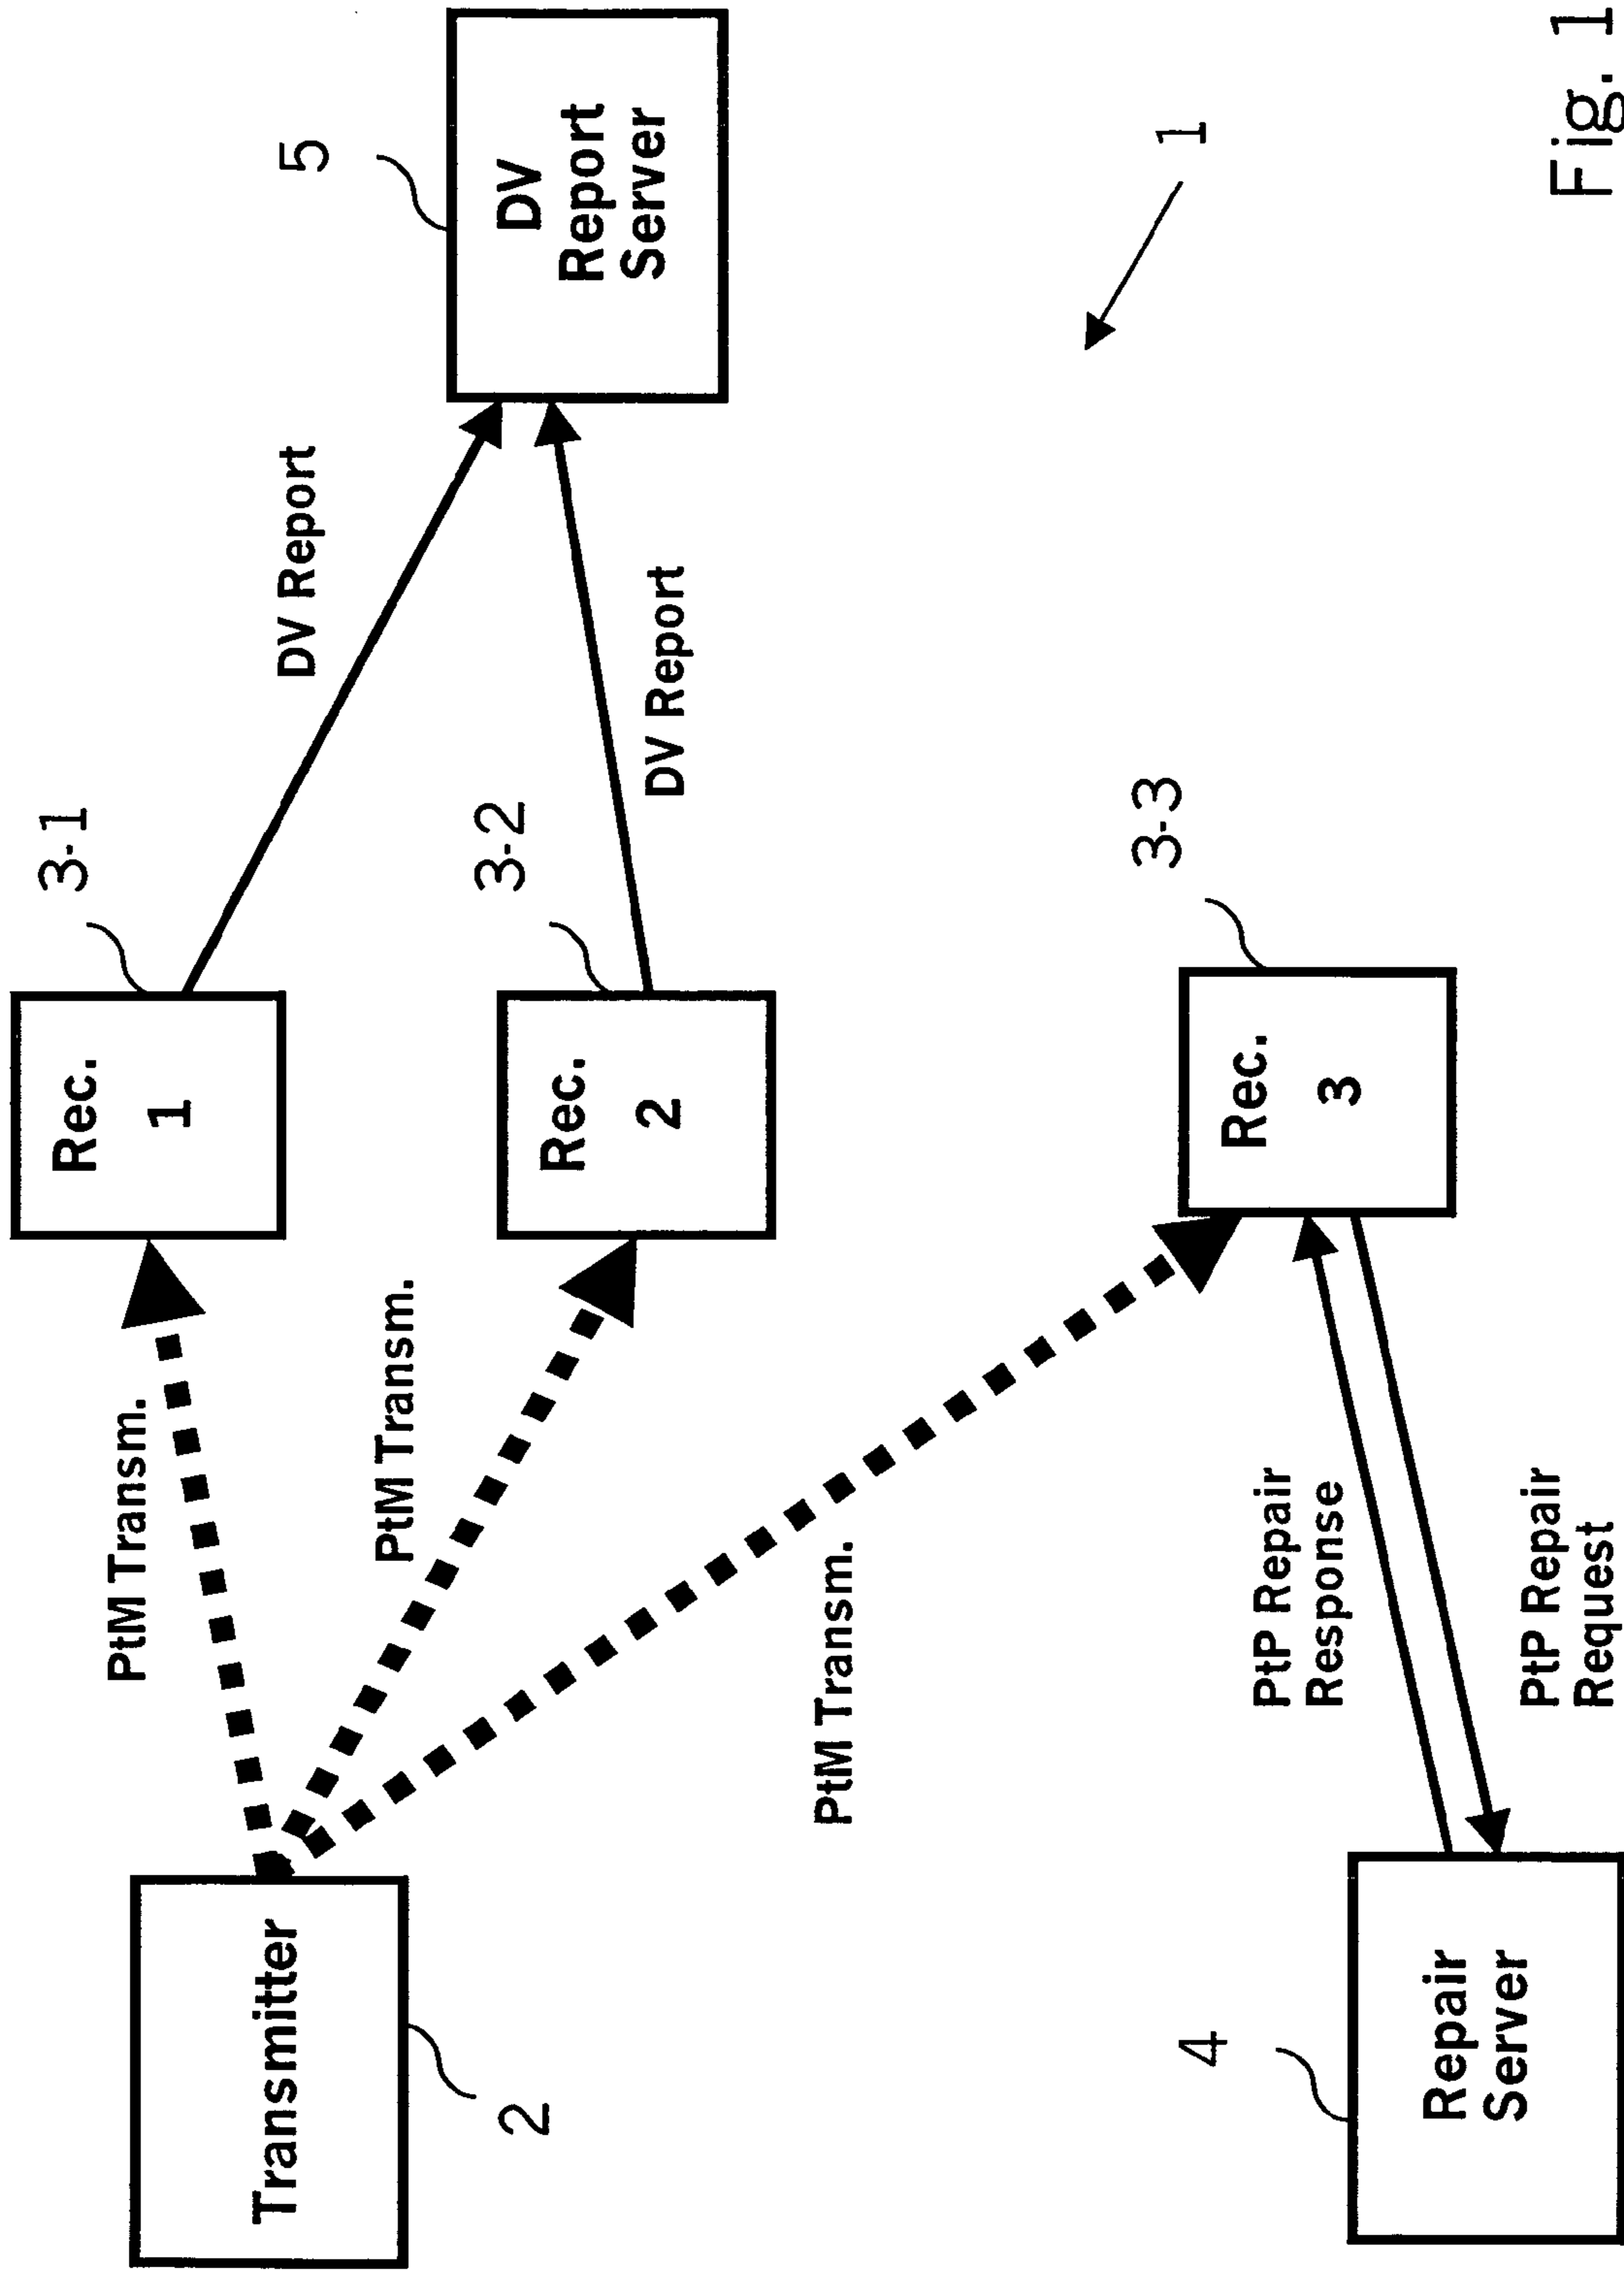 3-1
Rec.
1
PtM Transm.
DV Report
5
DV
Report
Server
Transmitter
2
PtM Transm.
3-2
Rec.
2
DV Report
PtM Transm.
1
3-3
Rec.
3
4
Repair
Server
PtP Repair
Response
PtP Repair
Request
Fig. 1